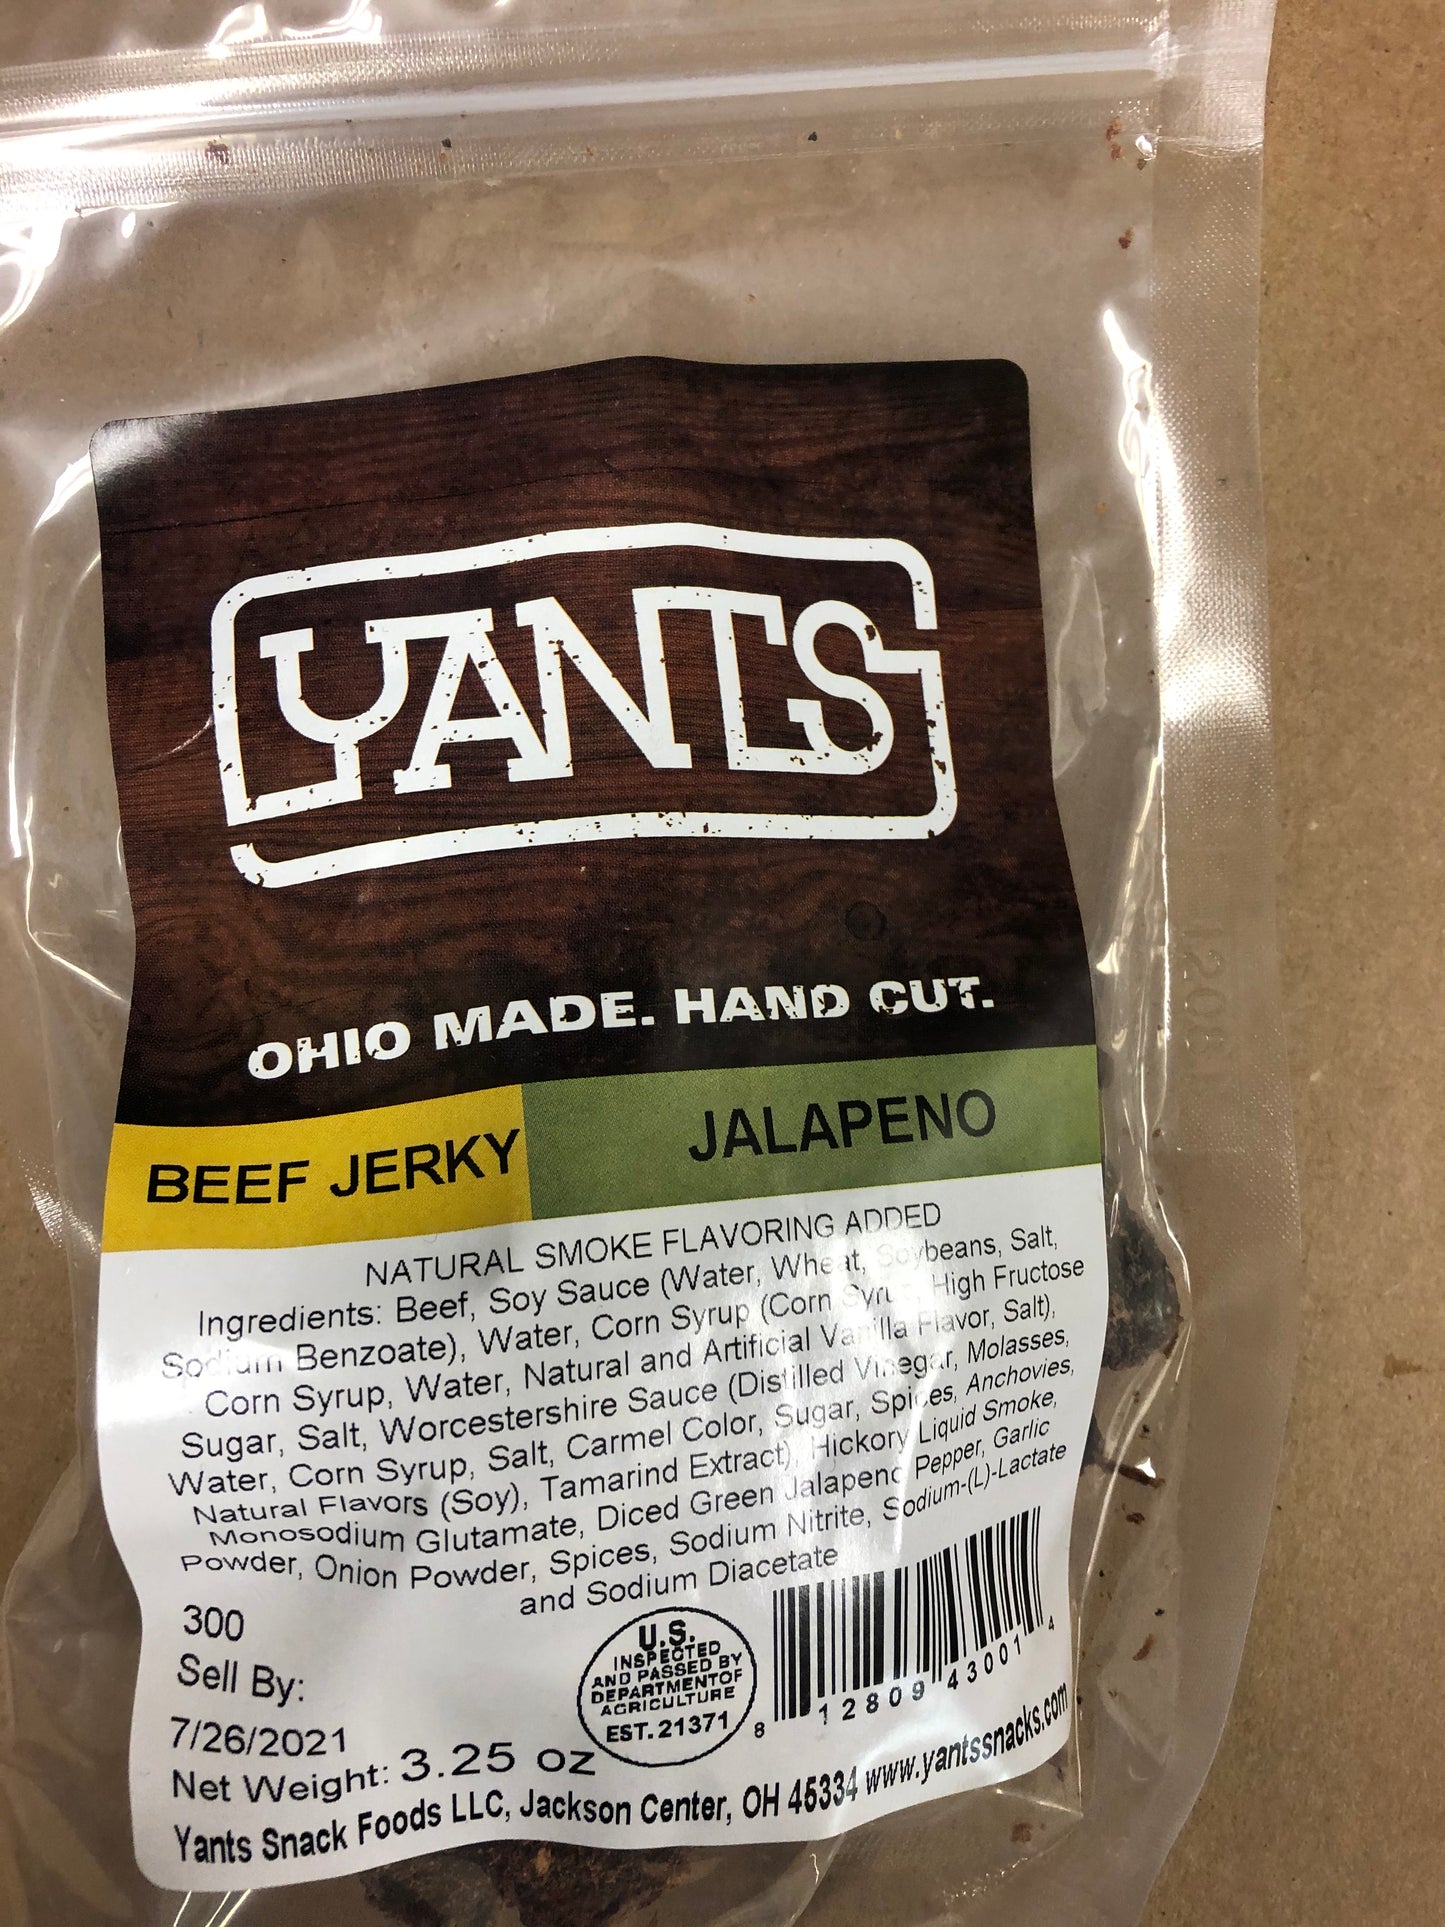 YANTS
OHIO MADE. HAND CUT.
BEEF JERKY JALAPENO
NATURAL SMOKE FLAVORING ADDED
Ingredients: Beef, Soy Sauce (Water, Wheat, Soybeans, Salt,
Sodium Benzoate), Water, Corn Syrup (Corn Syrup, High Fructose
Corn Syrup, Water, Natural and Artificial Vanilla Flavor, Salt),
Sugar, Salt, Worcestershire Sauce (Distilled Vinegar, Molasses,
Water, Corn Syrup, Salt, Carmel Color, Sugar, Spices, Anchovies,
Natural Flavors (Soy), Tamarind Extract), Hickory Liquid Smoke,
Monosodium Glutamate, Diced Green Jalapeno Pepper, Garlic
Powder, Onion Powder, Spices, Sodium Nitrite, Sodium-(L)-Lactate
and Sodium Diacetate
300
Sell By:
7/26/2021
Net Weight: 3.25 oz
U.S.
INSPECTED
AND PASSED BY
DEPARTMENTOF
AGRICULTURE
EST. 21371
8 12809 43001 4
Yants Snack Foods LLC, Jackson Center, OH 45334 www.yantssnacks.com